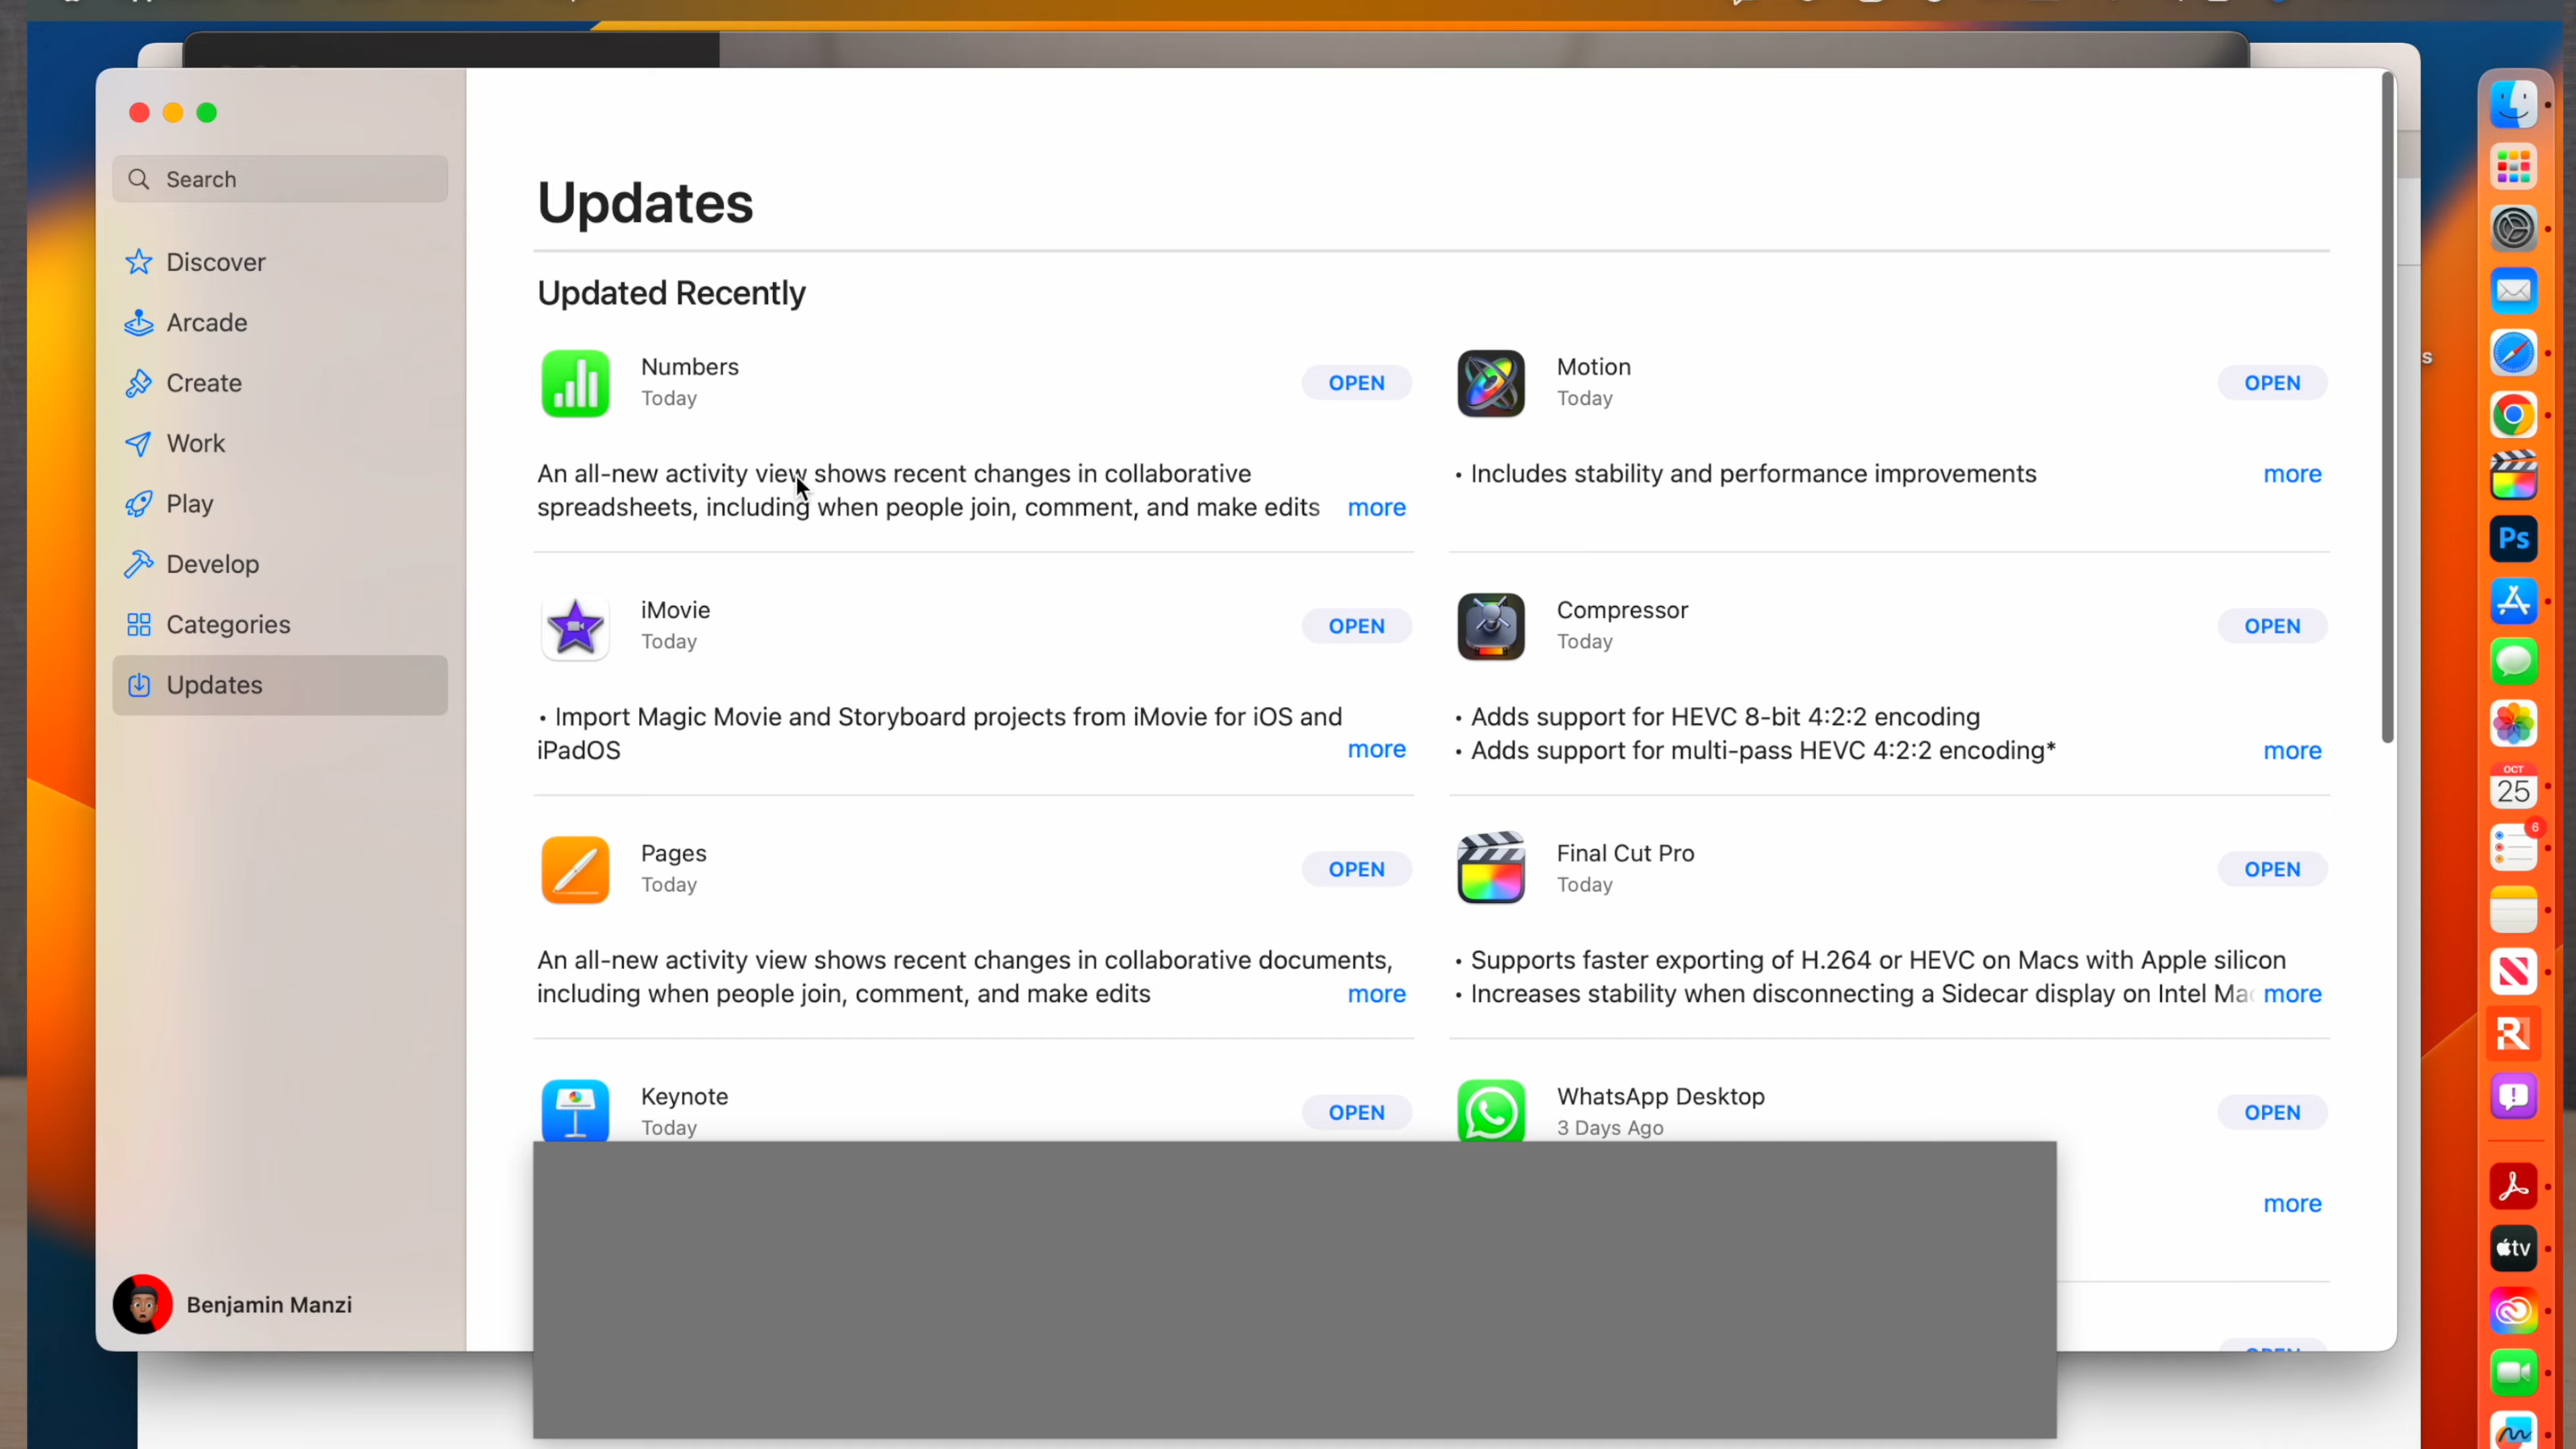 Search
Discover
Arcade
Create
Work
Play
Develop
Categories
Updates
Benjamin Manzi
Updates
Updated Recently
Numbers
Today
OPEN
An all-new activity view shows recent changes in collaborative
spreadsheets, including when people join, comment, and make edits more
Motion
Today
OPEN
• Includes stability and performance improvements more
iMovie
Today
OPEN
• Import Magic Movie and Storyboard projects from iMovie for iOS and
iPadOS more
Compressor
Today
OPEN
• Adds support for HEVC 8-bit 4:2:2 encoding
• Adds support for multi-pass HEVC 4:2:2 encoding* more
Pages
Today
OPEN
An all-new activity view shows recent changes in collaborative documents,
including when people join, comment, and make edits more
Final Cut Pro
Today
OPEN
• Supports faster exporting of H.264 or HEVC on Macs with Apple silicon
• Increases stability when disconnecting a Sidecar display on Intel more
Keynote
Today
OPEN
WhatsApp Desktop
3 Days Ago
OPEN
more
Ps
OCT
25
6
tv